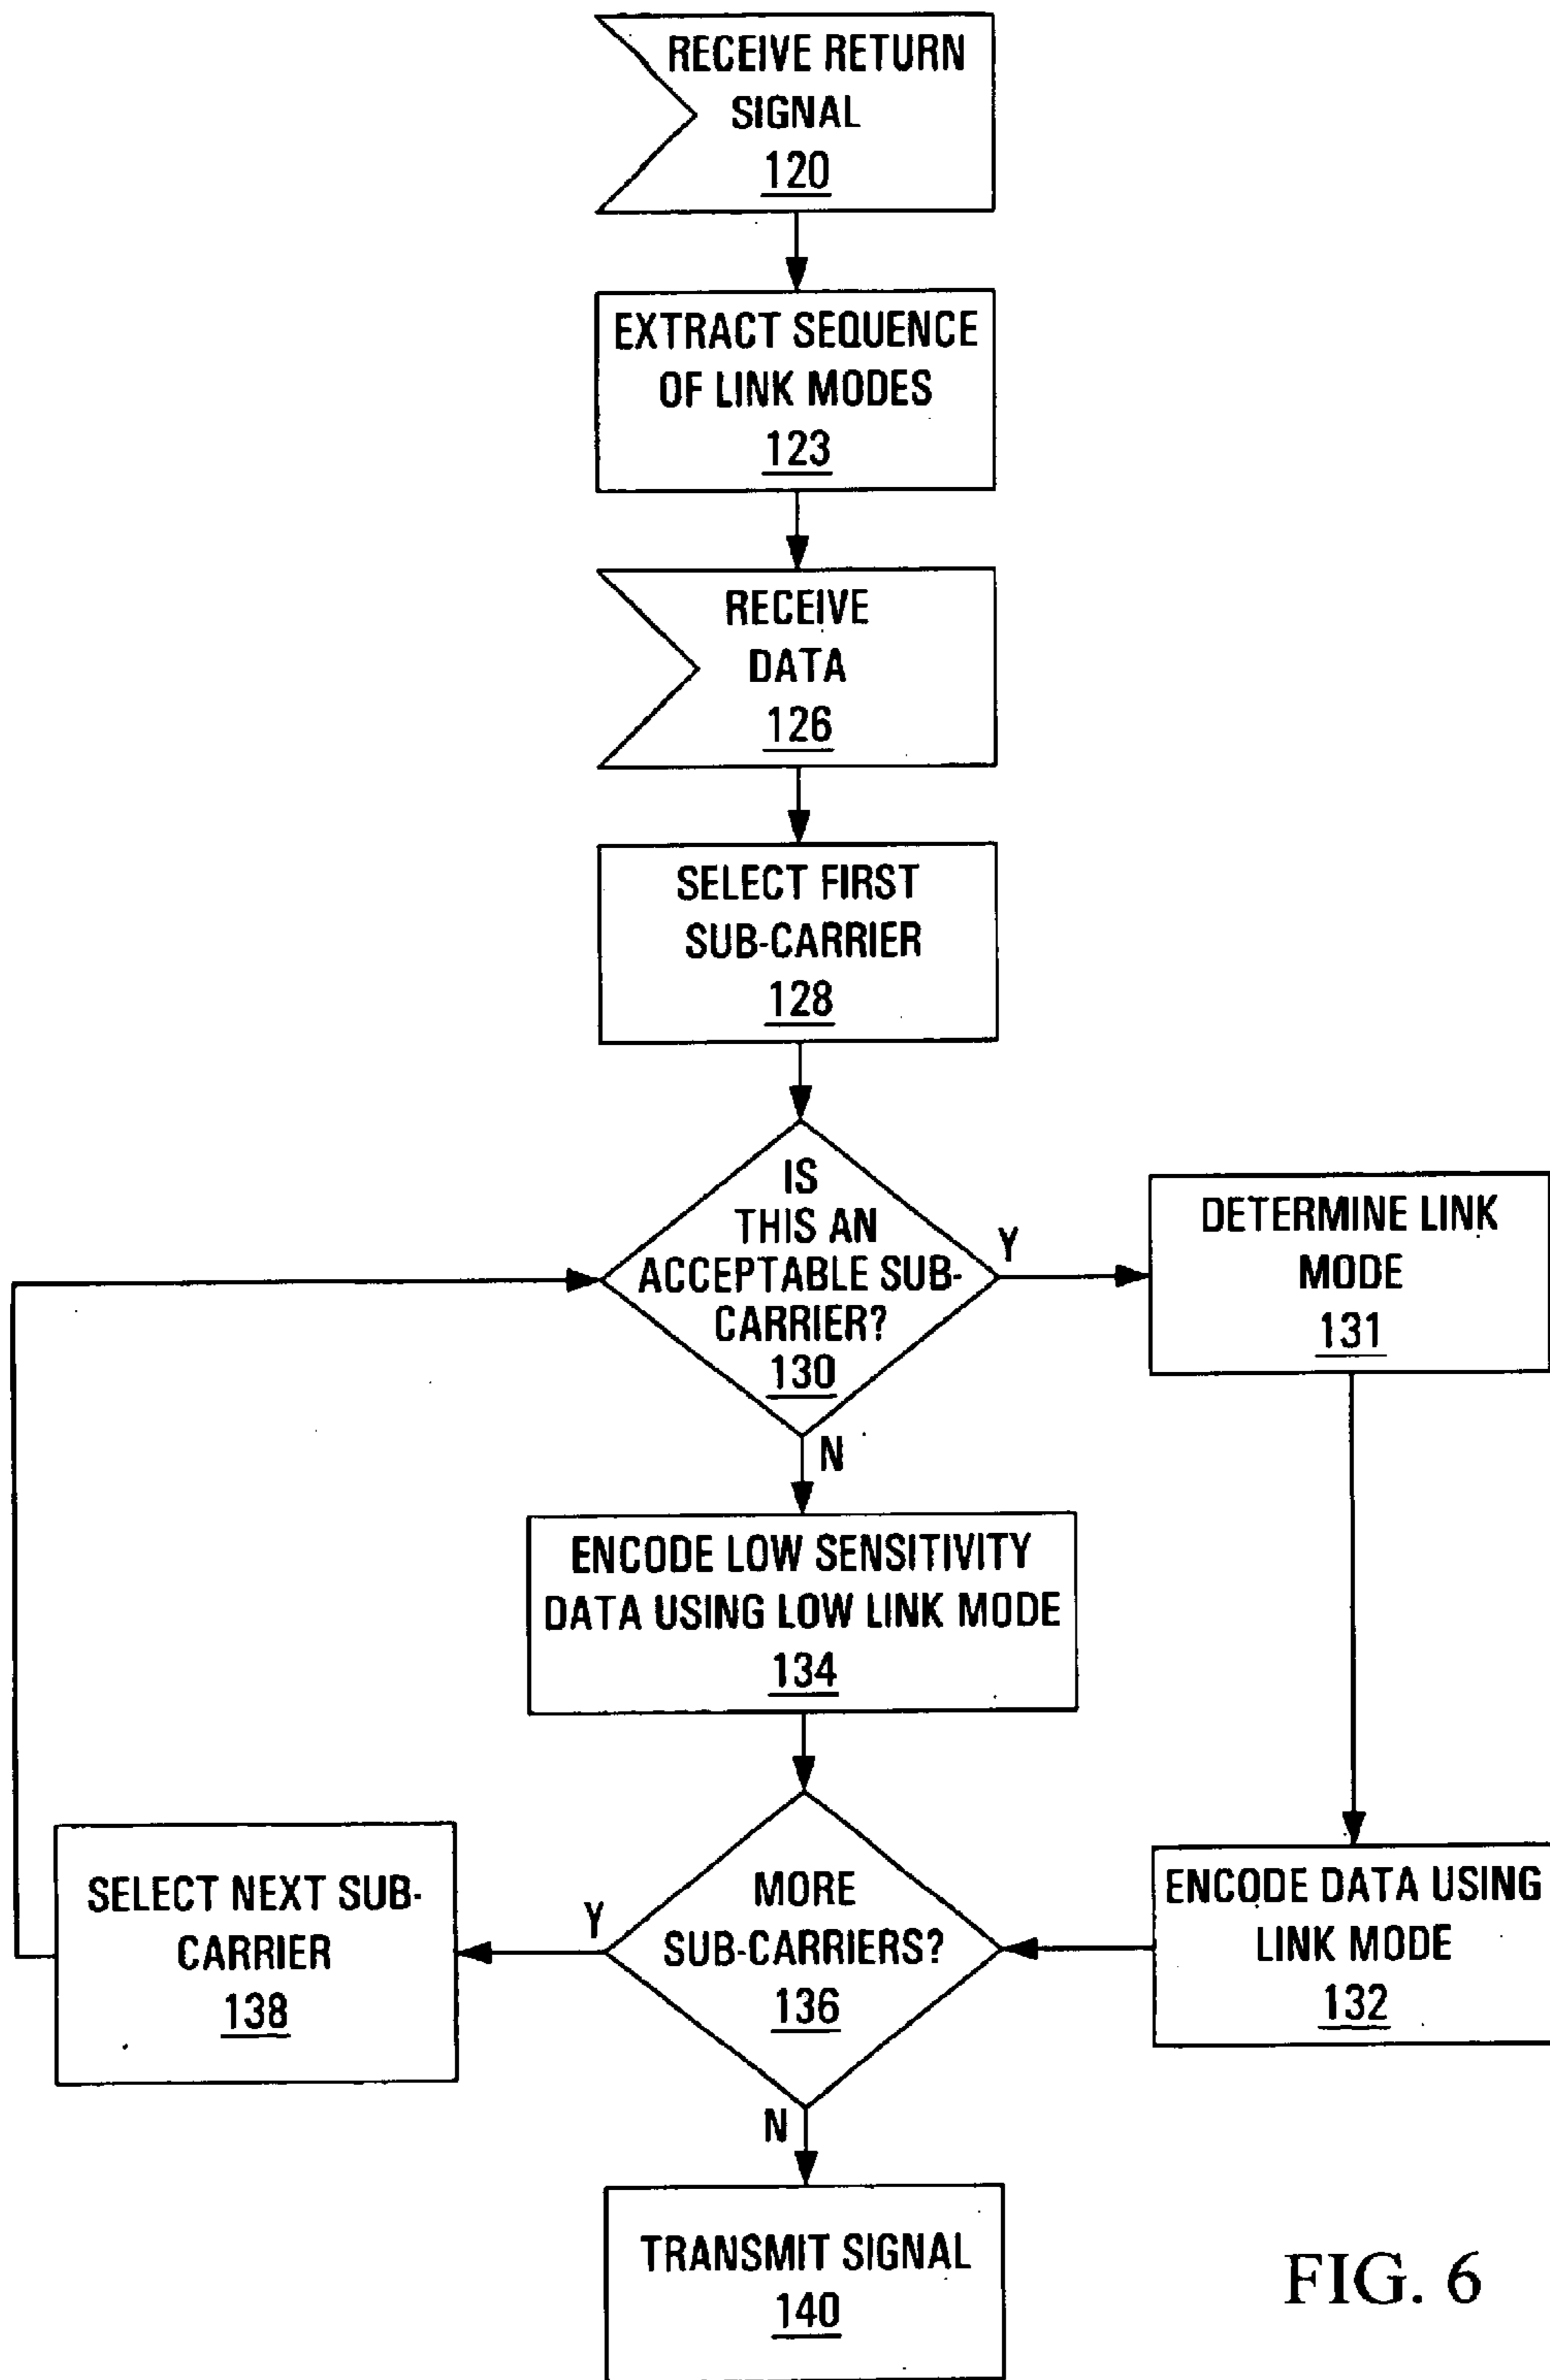 RECEIVE RETURN
SIGNAL
120
EXTRACT SEQUENCE
OF LINK MODES
123
RECEIVE
DATA
126
SELECT FIRST
SUB-CARRIER
128
IS
THIS AN
ACCEPTABLE SUB-
CARRIER?
130
Y
N
DETERMINE LINK
MODE
131
ENCODE LOW SENSITIVITY
DATA USING LOW LINK MODE
134
ENCODE DATA USING
LINK MODE
132
MORE
SUB-CARRIERS?
136
Y
N
SELECT NEXT SUB-
CARRIER
138
TRANSMIT SIGNAL
140
FIG. 6